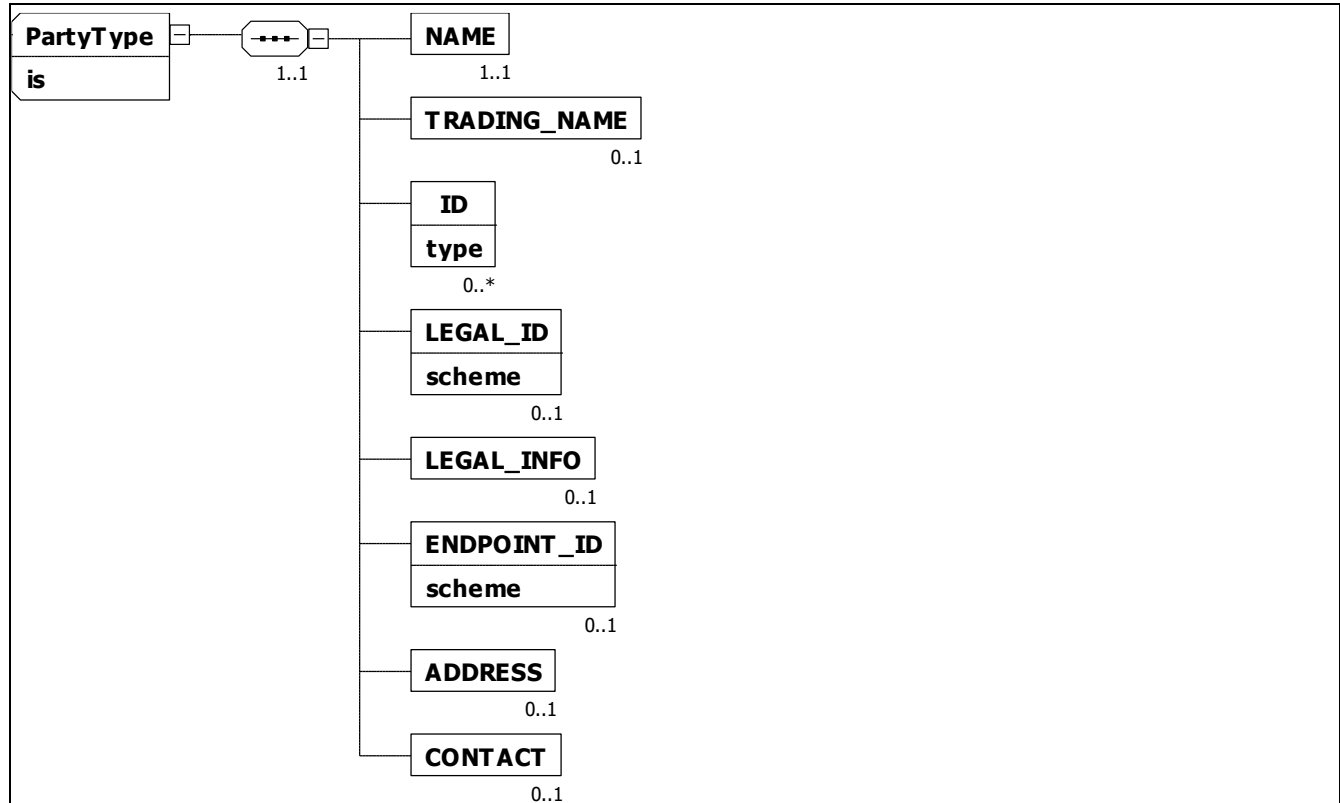 PartyType
is
1..1
NAME
1..1
TRADING_NAME
0..1
ID
type
0..*
LEGAL_ID
scheme
0..1
LEGAL_INFO
0..1
ENDPOINT_ID
scheme
0..1
ADDRESS
0..1
CONTACT
0..1